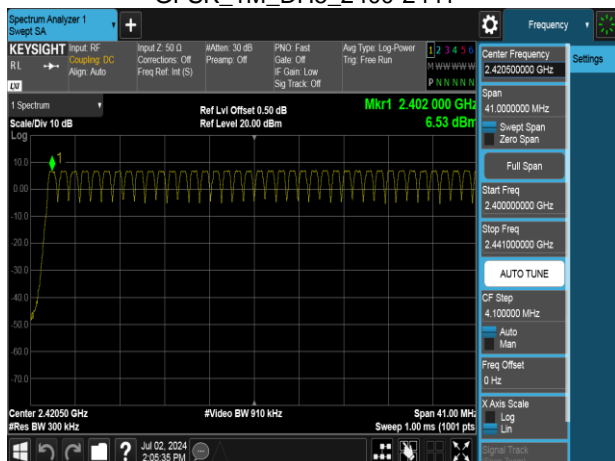 GFSK_1M_DH5_2400-2441
Spectrum Analyzer 1
Swept SA
+
Frequency
KEYSIGHT
RL
LXI
Input: RF
Coupling: DC
Align: Auto
Input Z: 50 Ω
Corrections: Off
Freq Ref: Int (S)
#Atten: 30 dB
Preamp: Off
PNO: Fast
Gate: Off
IF Gain: Low
Sig Track: Off
Avg Type: Log-Power
Trig: Free Run
1 2 3 4 5 6
M W W W W W
P N N N N N
1 Spectrum
Scale/Div 10 dB
Log
Ref Lvl Offset 0.50 dB
Ref Level 20.00 dBm
Mkr1 2.402 000 GHz
6.53 dBm
1
10.0
0.00
-10.0
-20.0
-30.0
-40.0
-50.0
-60.0
-70.0
Center 2.42050 GHz
#Res BW 300 kHz
#Video BW 910 kHz
Span 41.00 MHz
Sweep 1.00 ms (1001 pts
Center Frequency
2.420500000 GHz
Span
41.0000000 MHz
Swept Span
Zero Span
Full Span
Start Freq
2.400000000 GHz
Stop Freq
2.441000000 GHz
AUTO TUNE
CF Step
4.100000 MHz
Auto
Man
Freq Offset
0 Hz
X Axis Scale
Log
Lin
Signal Track
Settings
?
Jul 02, 2024
2:05:35 PM